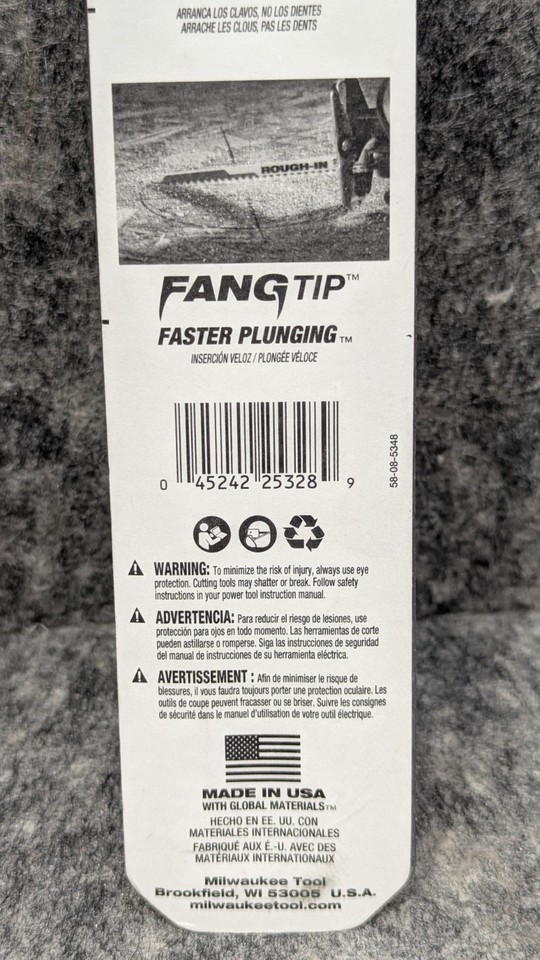 ARRANCA LOS CLAVOS, NO LOS DIENTES
ARRACHE LES CLOUS, PAS LES DENTS
ROUGH-IN
FANGTIP™
FASTER PLUNGING™
INSERCIÓN VELOZ / PLONGÉE VÉLOCE
0 45242 25328 9
58-08-5348
WARNING: To minimize the risk of injury, always use eye
protection. Cutting tools may shatter or break. Follow safety
instructions in your power tool instruction manual.
ADVERTENCIA: Para reducir el riesgo de lesiones, use
protección para ojos en todo momento. Las herramientas de corte
pueden astillarse o romperse. Siga las instrucciones de seguridad
del manual de instrucciones de su herramienta eléctrica.
AVERTISSEMENT : Afin de minimiser le risque de
blessures, il vous faudra toujours porter une protection oculaire. Les
outils de coupe peuvent fracasser ou se briser. Suivre les consignes
de sécurité dans le manuel d'utilisation de votre outil électrique.
MADE IN USA
WITH GLOBAL MATERIALS™
HECHO EN EE. UU. CON
MATERIALES INTERNACIONALES
FABRIQUÉ AUX É.-U. AVEC DES
MATÉRIAUX INTERNATIONAUX
Milwaukee Tool
Brookfield, WI 53005 U.S.A.
milwaukeetool.com